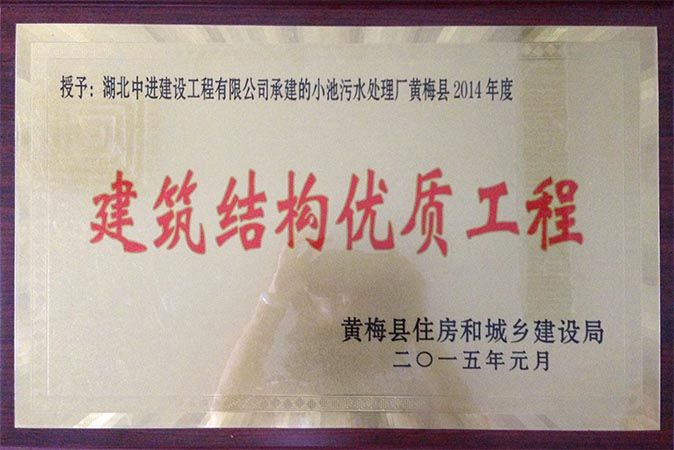 授予：湖北中进建设工程有限公司承建的小池污水处理厂黄梅县2014年度
建筑结构优质工程
黄梅县住房和城乡建设局
二〇一五年元月